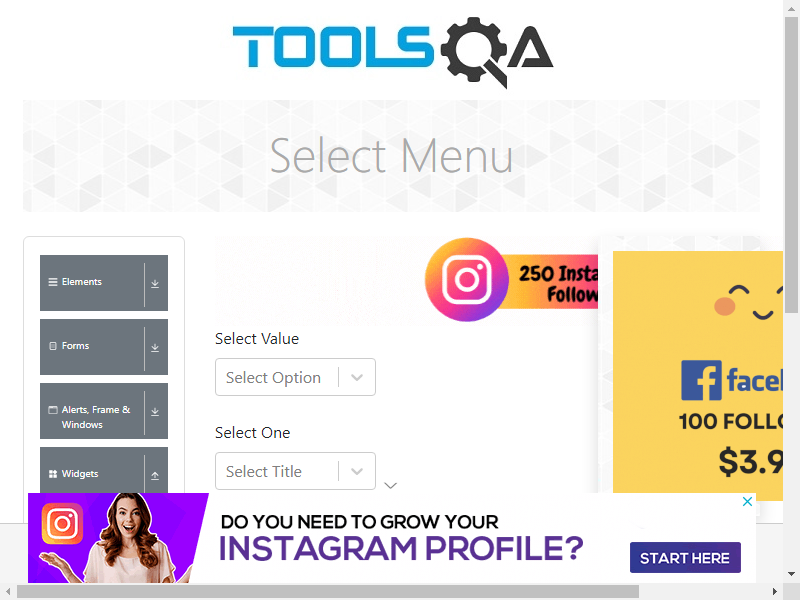 TOOLSQA
Select Menu
Elements
Forms
Alerts, Frame &
Windows
Widgets
250 Insta
Follow
Select Value
Select Option
Select One
Select Title
facel
100 FOLLO
$3.9
DO YOU NEED TO GROW YOUR
INSTAGRAM PROFILE?
START HERE